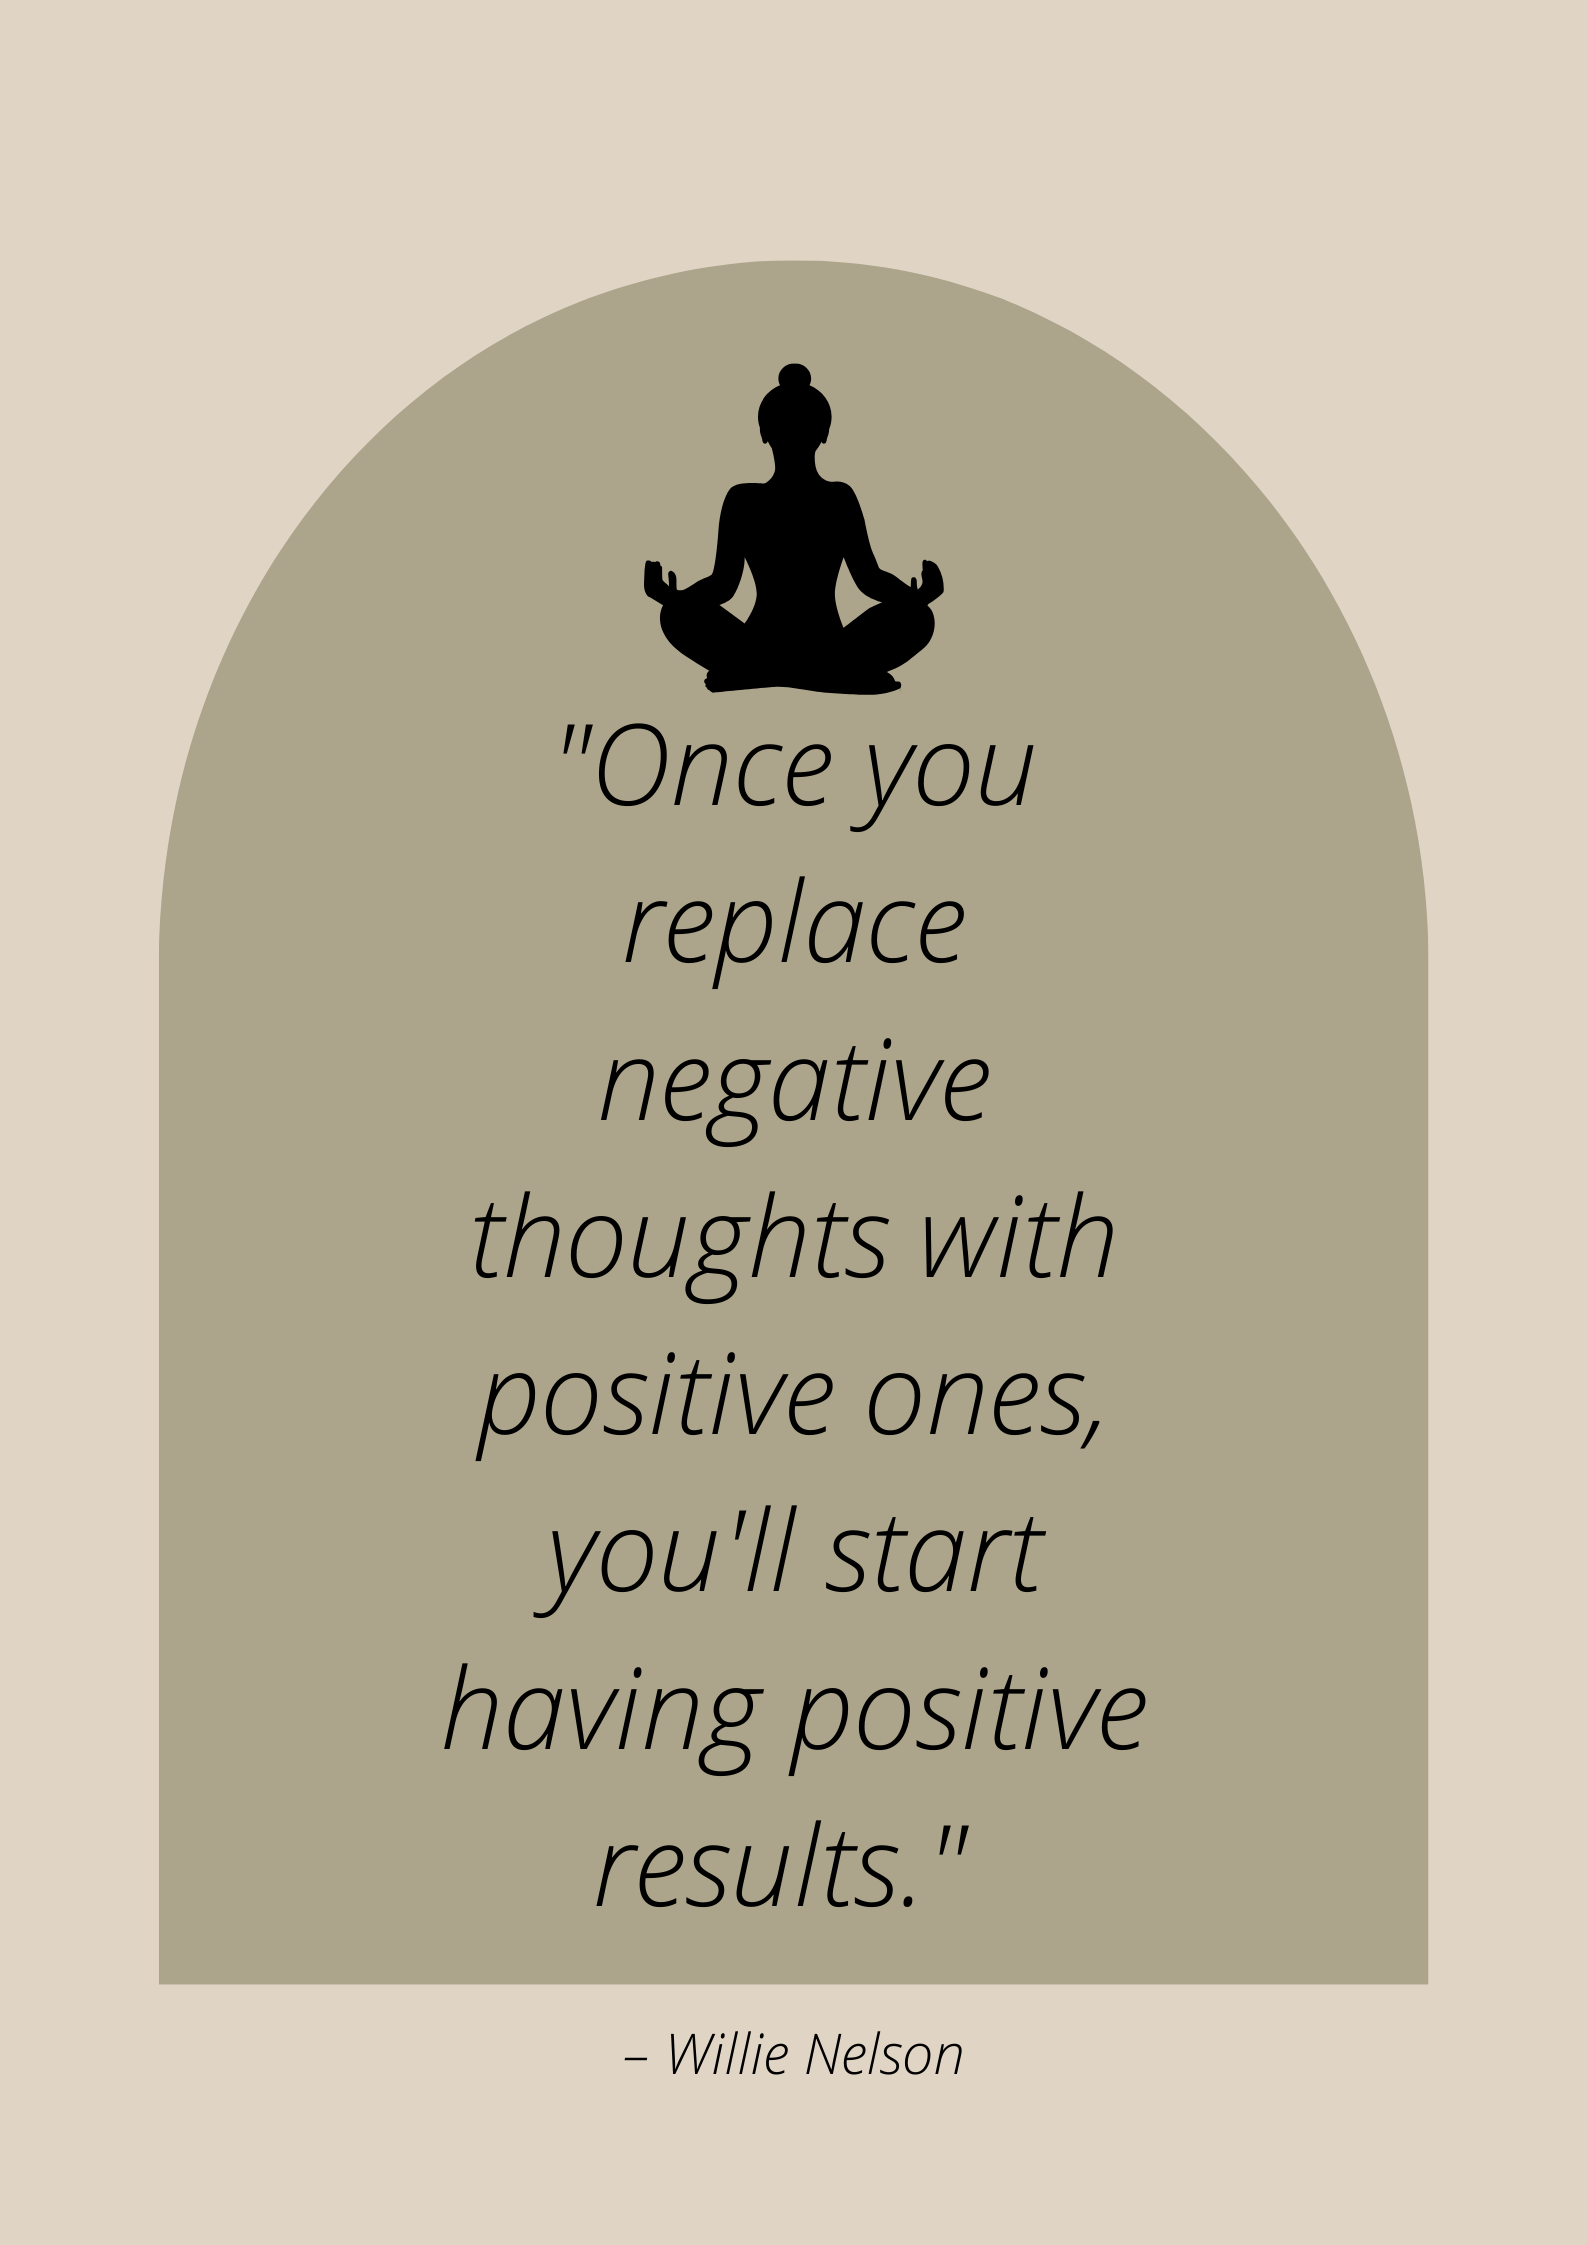 "Once you
replace
negative
thoughts with
positive ones,
you'll start
having positive
results."
– Willie Nelson